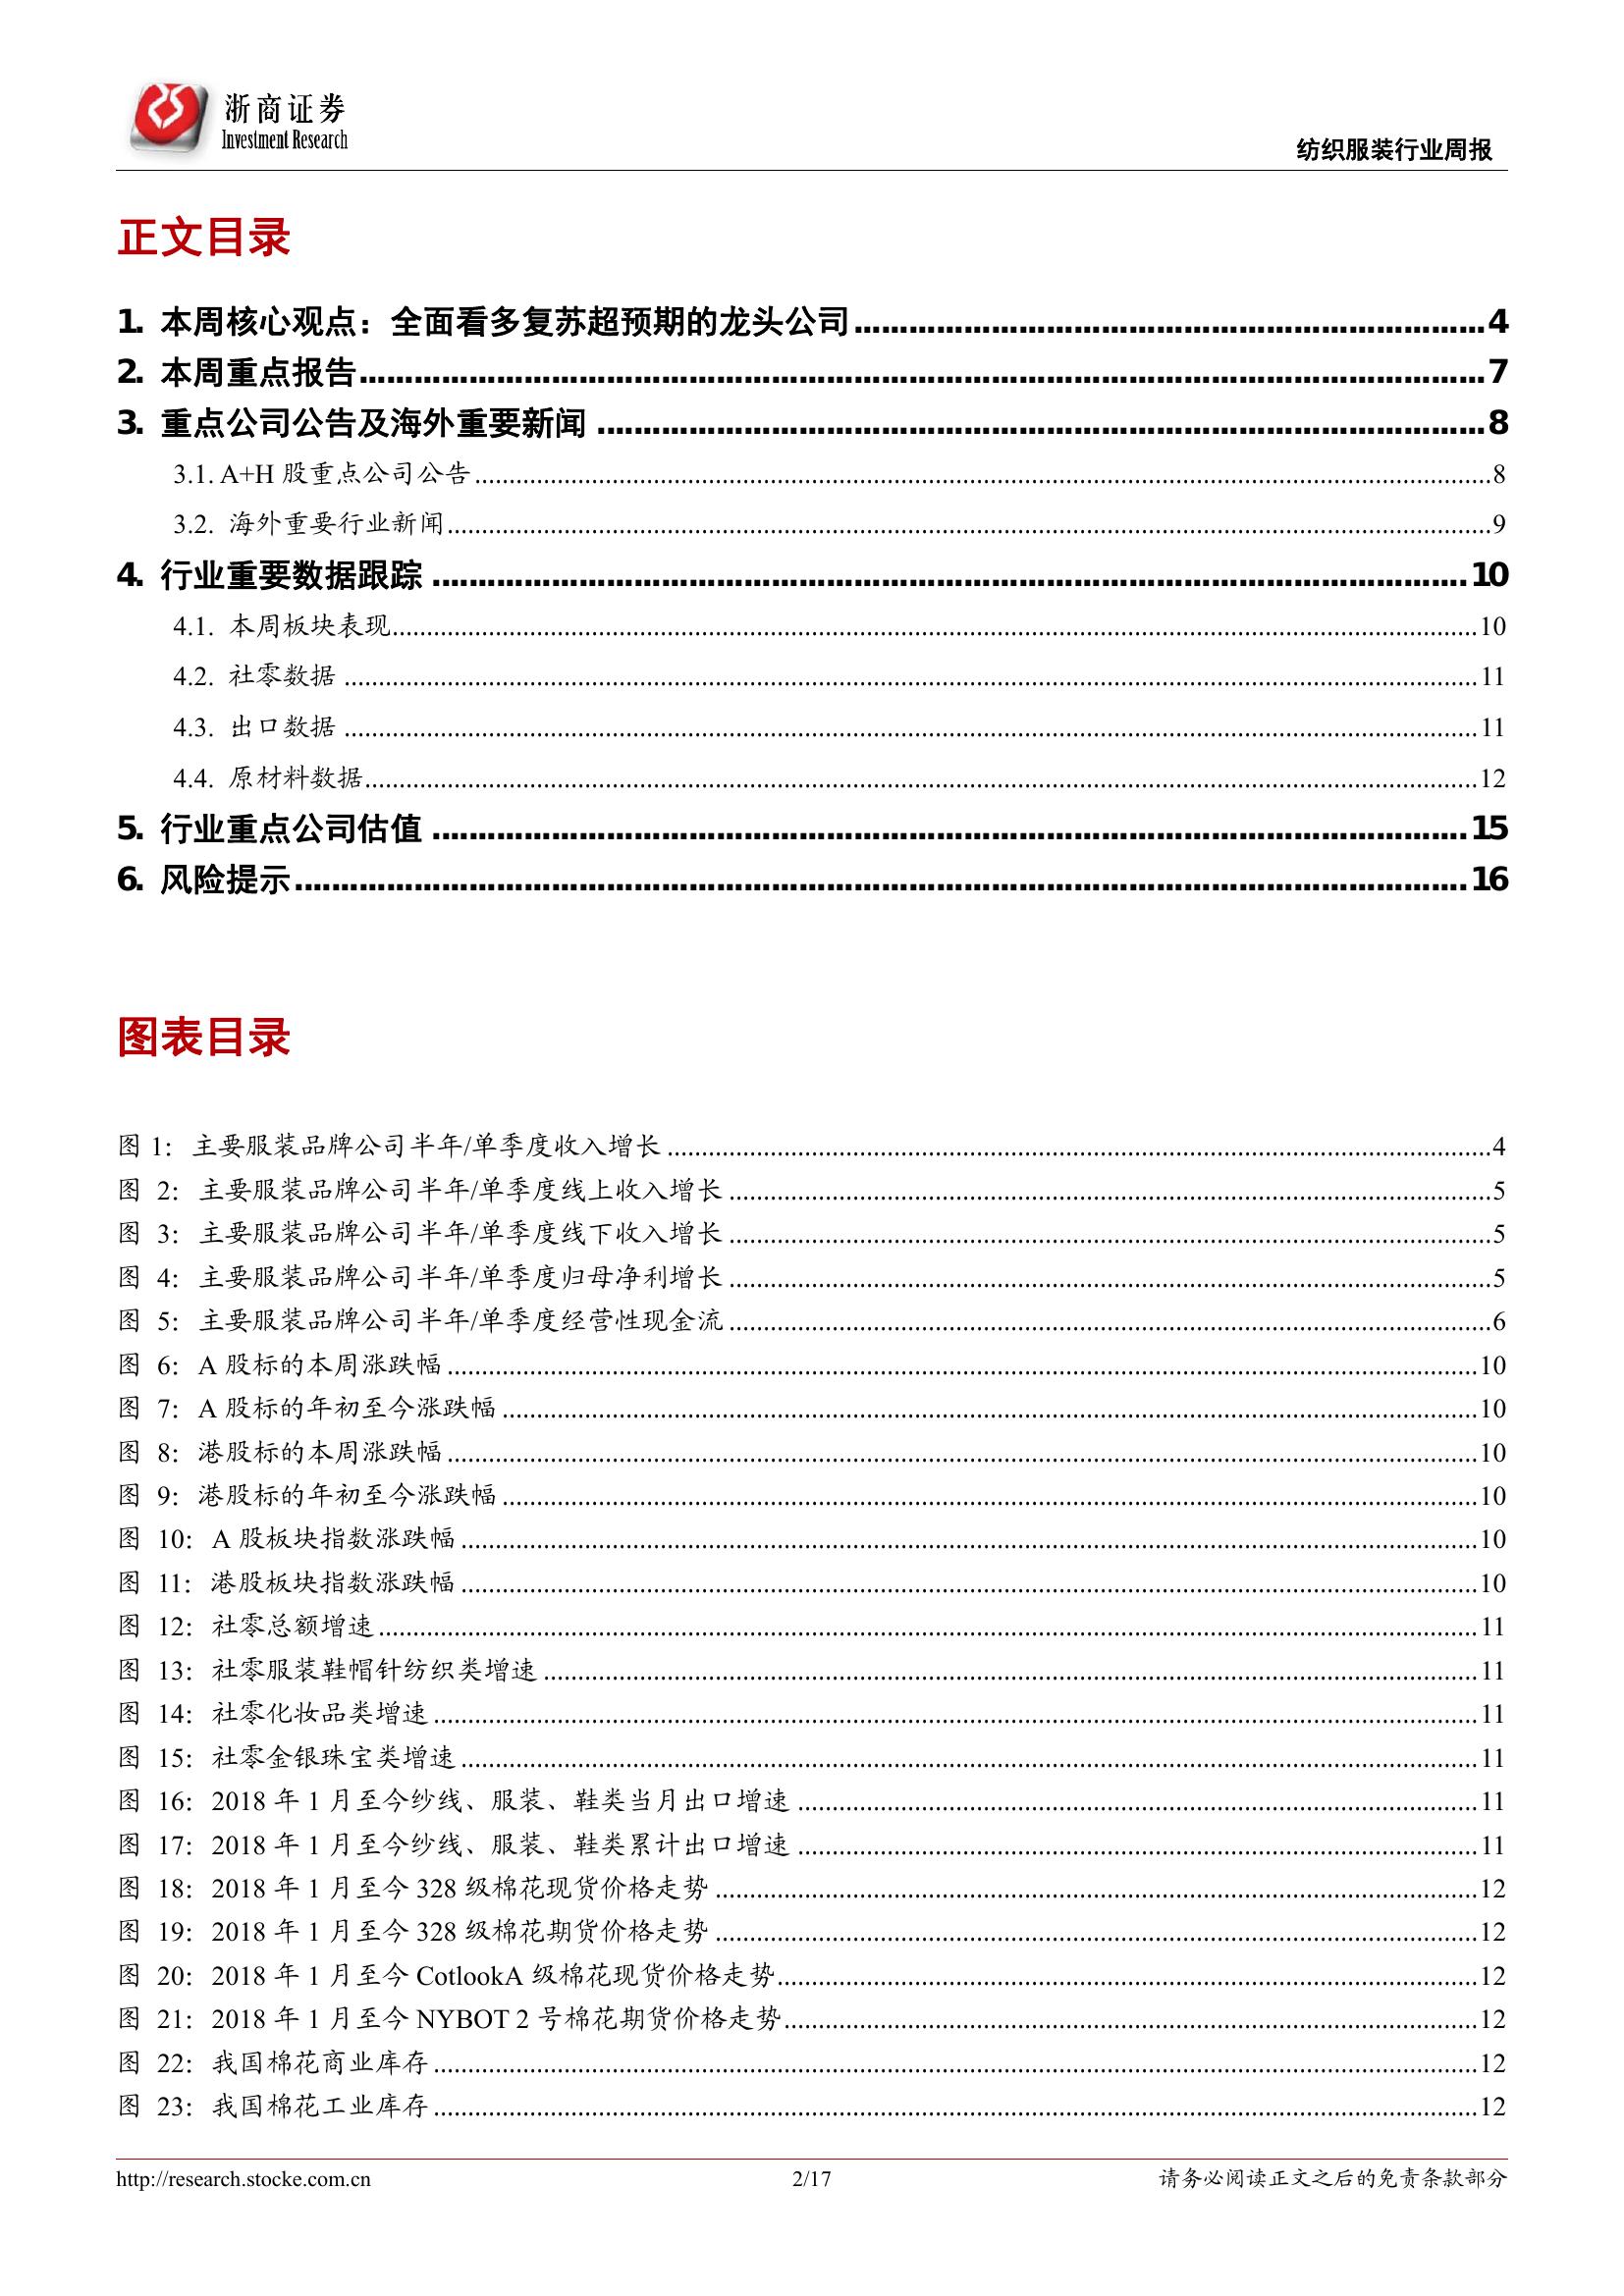 浙商证券
Investment Research
纺织服装行业周报
正文目录
1. 本周核心观点：全面看多复苏超预期的龙头公司......4
2. 本周重点报告......7
3. 重点公司公告及海外重要新闻......8
3.1. A+H 股重点公司公告......8
3.2. 海外重要行业新闻......9
4. 行业重要数据跟踪......10
4.1. 本周板块表现......10
4.2. 社零数据......11
4.3. 出口数据......11
4.4. 原材料数据......12
5. 行业重点公司估值......15
6. 风险提示......16
图表目录
图 1：主要服装品牌公司半年/单季度收入增长......4
图 2：主要服装品牌公司半年/单季度线上收入增长......5
图 3：主要服装品牌公司半年/单季度线下收入增长......5
图 4：主要服装品牌公司半年/单季度归母净利增长......5
图 5：主要服装品牌公司半年/单季度经营性现金流......6
图 6：A 股标的本周涨跌幅......10
图 7：A 股标的年初至今涨跌幅......10
图 8：港股标的本周涨跌幅......10
图 9：港股标的年初至今涨跌幅......10
图 10：A 股板块指数涨跌幅......10
图 11：港股板块指数涨跌幅......10
图 12：社零总额增速......11
图 13：社零服装鞋帽针纺织类增速......11
图 14：社零化妆品类增速......11
图 15：社零金银珠宝类增速......11
图 16：2018 年 1 月至今纱线、服装、鞋类当月出口增速......11
图 17：2018 年 1 月至今纱线、服装、鞋类累计出口增速......11
图 18：2018 年 1 月至今 328 级棉花现货价格走势......12
图 19：2018 年 1 月至今 328 级棉花期货价格走势......12
图 20：2018 年 1 月至今 CotlookA 级棉花现货价格走势......12
图 21：2018 年 1 月至今 NYBOT 2 号棉花期货价格走势......12
图 22：我国棉花商业库存......12
图 23：我国棉花工业库存......12
http://research.stocke.com.cn
2/17
请务必阅读正文之后的免责条款部分